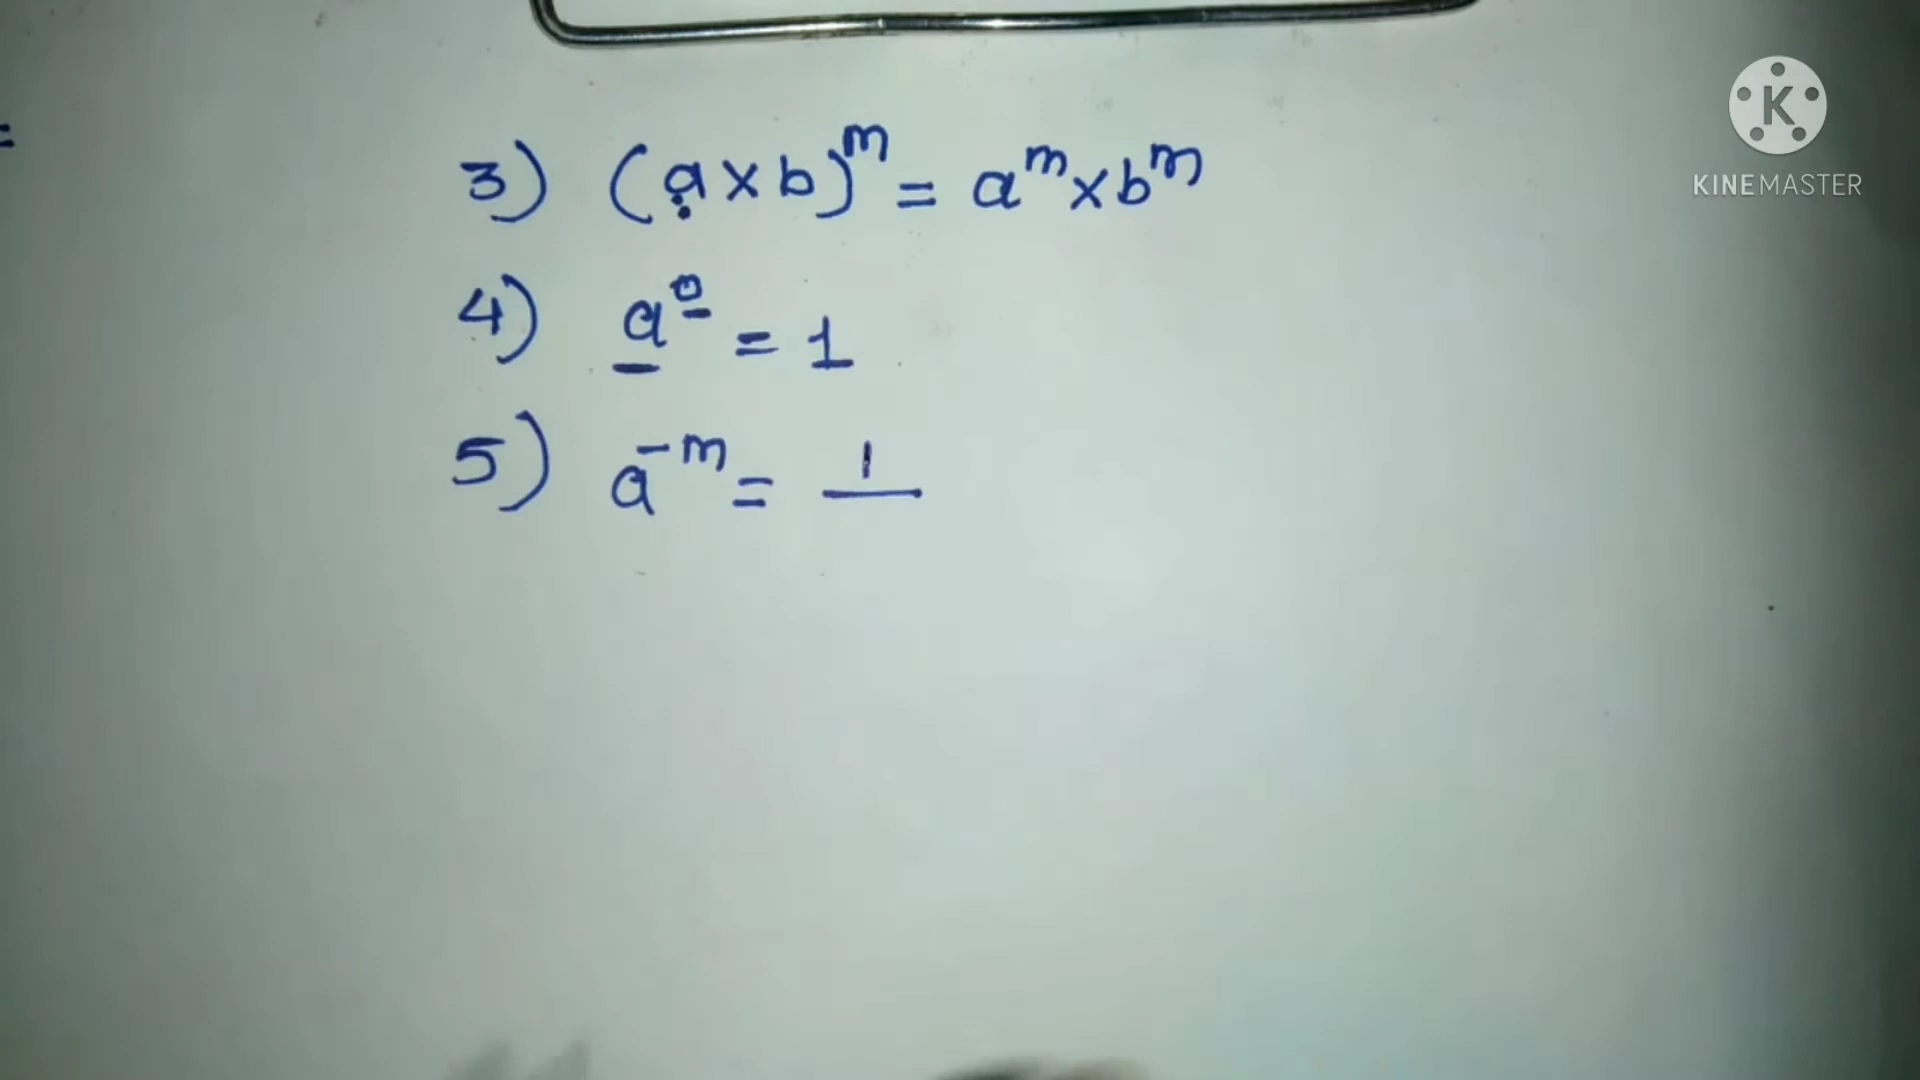 =
3) (a×b)^m = a^m × b^m
4) a^0 = 1
5) a^-m = 1/
K
KINEMASTER